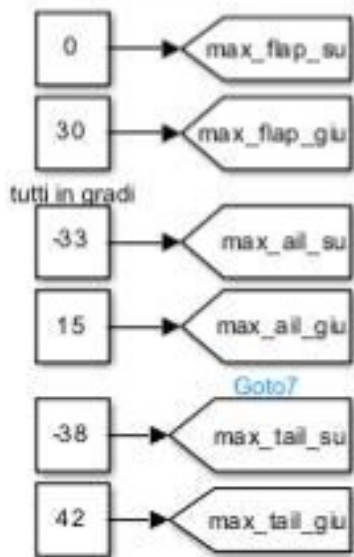 0
max_flap_su
30
max_flap_giu
tutti in gradi
-33
max_ail_su
15
max_ail_giu
Goto7
-38
max_tail_su
42
max_tail_giu